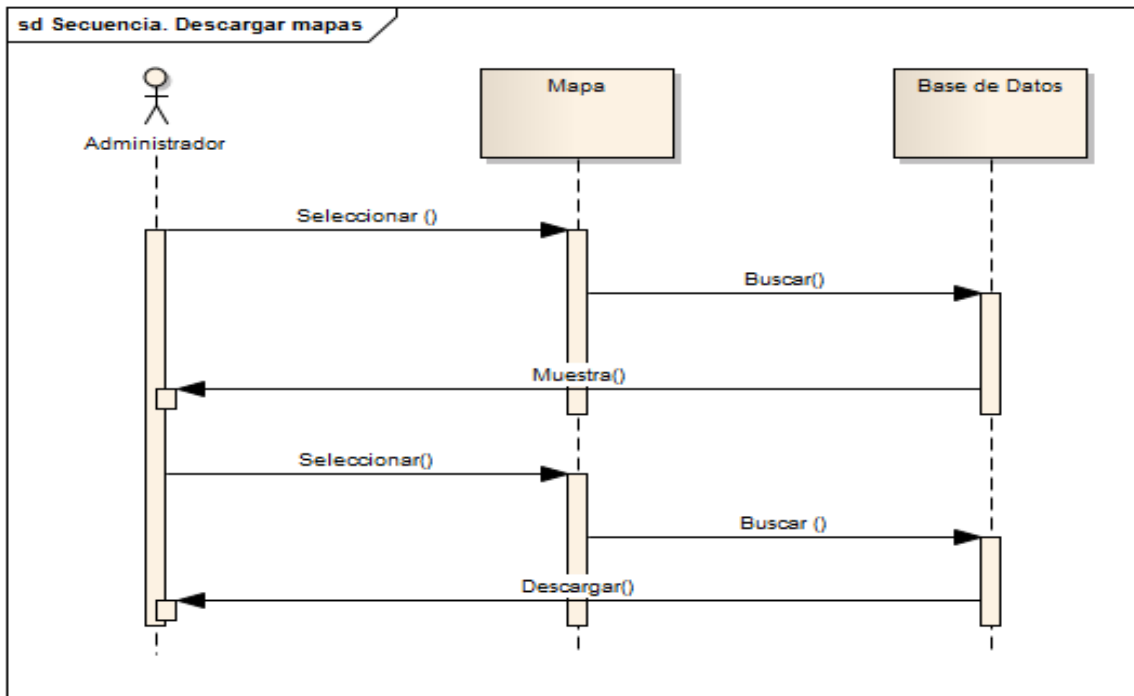 sd Secuencia. Descargar mapas
Administrador
Mapa
Base de Datos
Seleccionar ()
Buscar()
Muestra()
Seleccionar()
Buscar ()
Descargar()